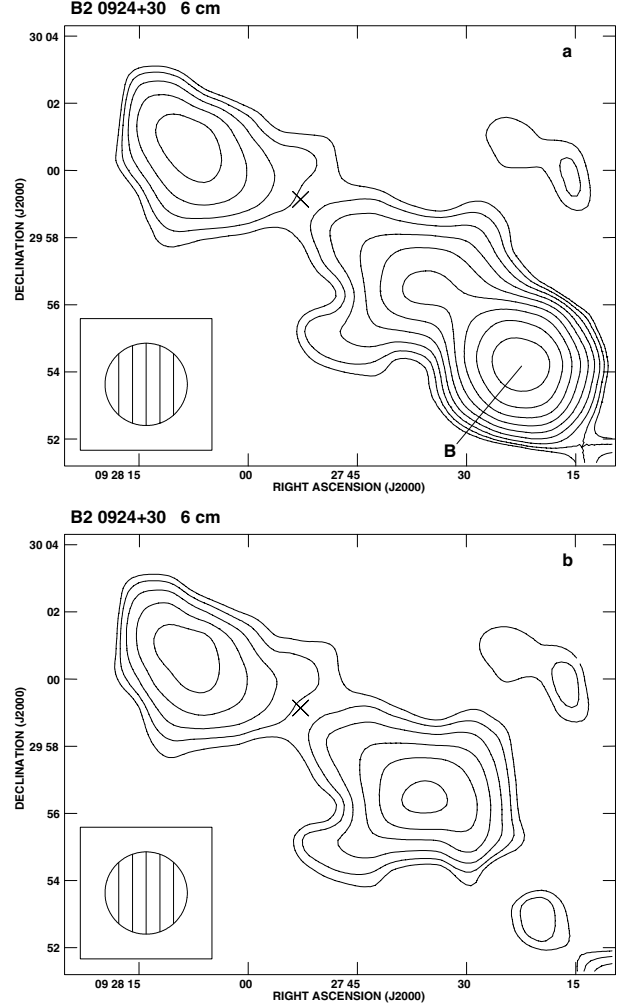 B2 0924+30   6 cm
a
30 04
02
00
29 58
56
54
52
DECLINATION (J2000)
B
09 28 15
00
27 45
30
15
RIGHT ASCENSION (J2000)
B2 0924+30   6 cm
b
30 04
02
00
29 58
56
54
52
DECLINATION (J2000)
09 28 15
00
27 45
30
15
RIGHT ASCENSION (J2000)